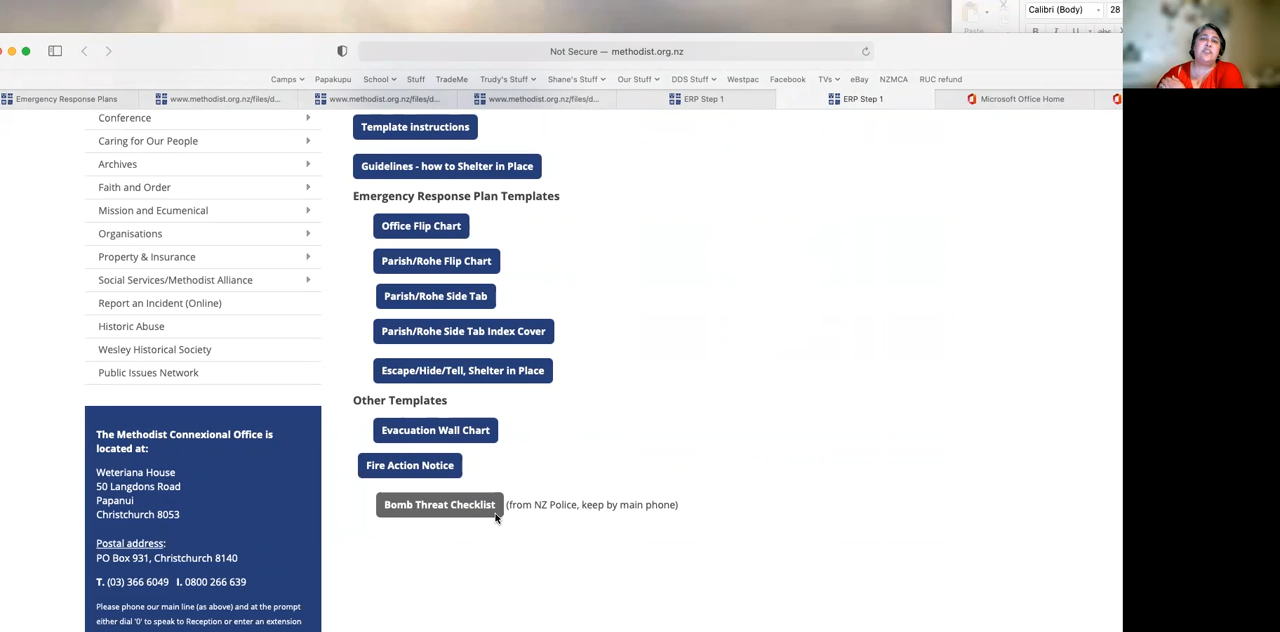 Calibri (Body)
28
Paste
B I U abc
Not Secure — methodist.org.nz
Camps Papakupu School Stuff TradeMe Trudy's Stuff Shane's Stuff Our Stuff DDS Stuff Westpac Facebook TVs eBay NZMCA RUC refund
Emergency Response Plans
www.methodist.org.nz/files/d...
www.methodist.org.nz/files/d...
www.methodist.org.nz/files/d...
ERP Step 1
ERP Step 1
Microsoft Office Home
Conference
Caring for Our People
Archives
Faith and Order
Mission and Ecumenical
Organisations
Property & Insurance
Social Services/Methodist Alliance
Report an Incident (Online)
Historic Abuse
Wesley Historical Society
Public Issues Network
The Methodist Connexional Office is
located at:
Weteriana House
50 Langdons Road
Papanui
Christchurch 8053
Postal address:
PO Box 931, Christchurch 8140
T. (03) 366 6049 I. 0800 266 639
Please phone our main line (as above) and at the prompt
either dial '0' to speak to Reception or enter an extension
Template instructions
Guidelines - how to Shelter in Place
Emergency Response Plan Templates
Office Flip Chart
Parish/Rohe Flip Chart
Parish/Rohe Side Tab
Parish/Rohe Side Tab Index Cover
Escape/Hide/Tell, Shelter in Place
Other Templates
Evacuation Wall Chart
Fire Action Notice
Bomb Threat Checklist (from NZ Police, keep by main phone)